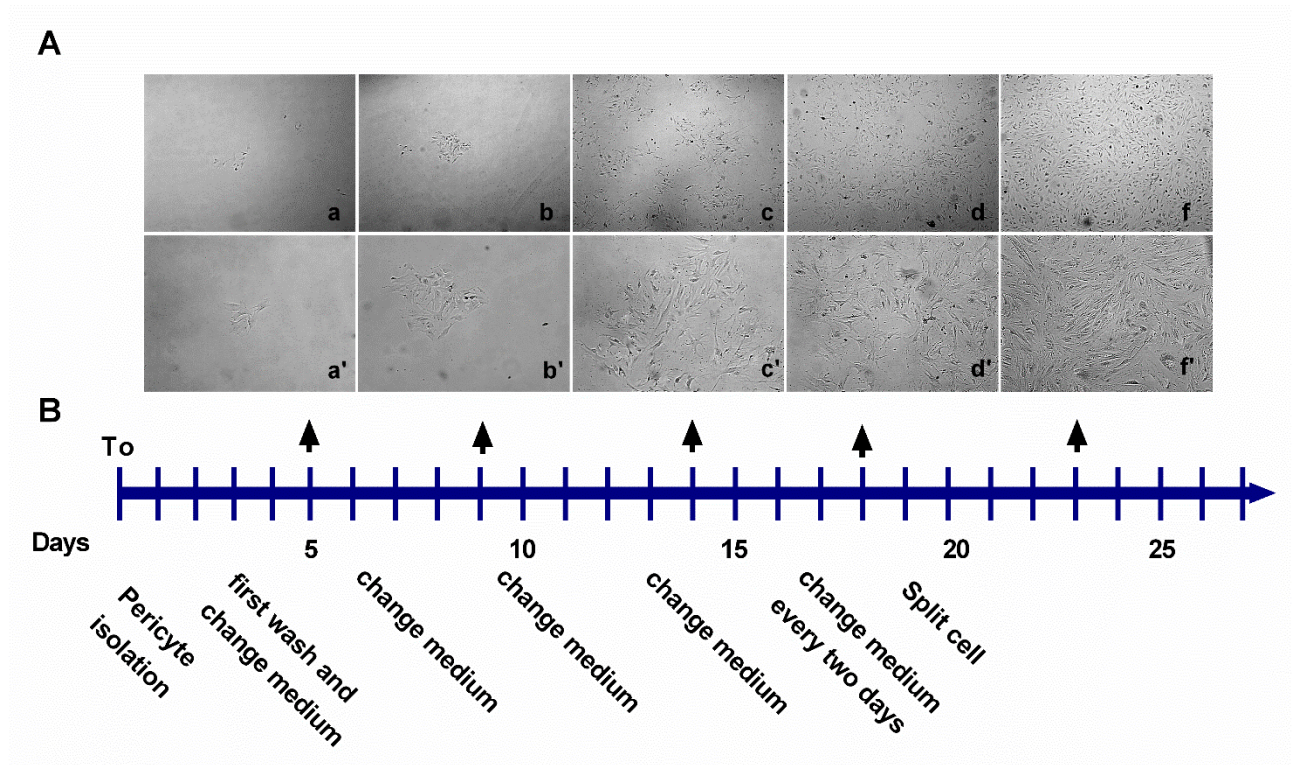 A
a
b
c
d
f
a'
b'
c'
d'
f'
B
To
Days
5
10
15
20
25
Pericyte
isolation
first wash and
change medium
change medium
change medium
change medium
change medium
every two days
Split cell